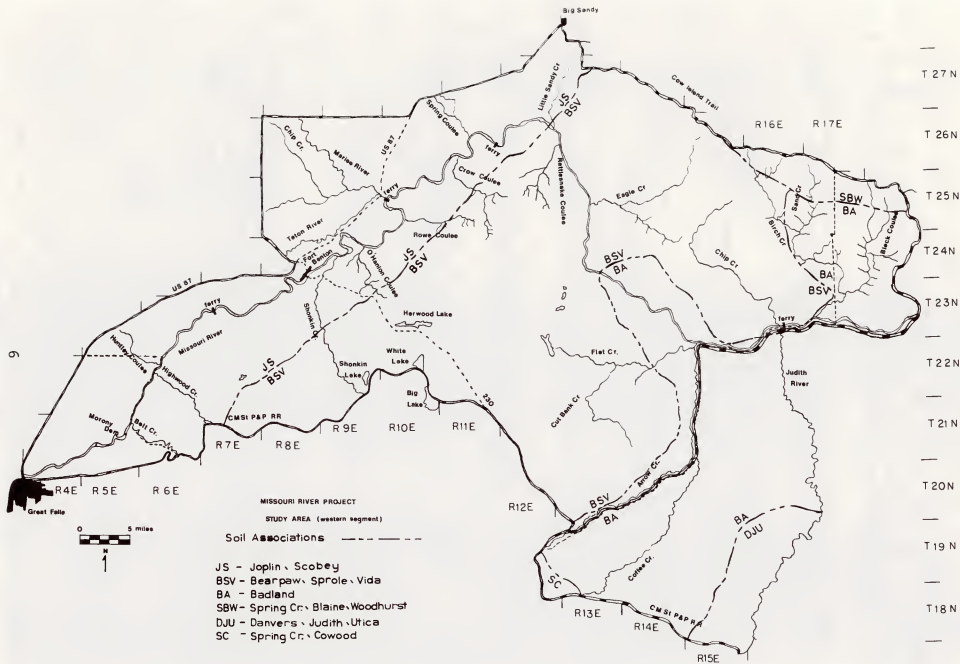 Big Sandy
T 27 N
Cow Island Trail
Little Sandy Cr
JS
BSV
Spring Coulee
US 87
R16E
R17E
T 26 N
Chip Cr.
Marias River
ferry
Crow Coulee
Rattlesnake Coulee
Eagle Cr
Sand Cr
SBW
BA
T 25 N
ferry
Teton River
Rowe Coulee
Birch Cr
Black Coulee
Fort Benton
O'Hanlon Coulee
JS
BSV
BSV
BA
Chip Cr
BA
BSV
T 24 N
US 87
ferry
T 23 N
Missouri River
Harwood Lake
ferry
6
Huntley Coulee
Highwood Cr.
Shonkin Cr
JS
BSV
Shonkin Lake
White Lake
Big Lake
Flat Cr.
Judith River
T 22 N
Morony Dam
Belt Cr.
CMSt P&P RR
R7E
R8E
R9E
R10E
R11E
230
Cut Bank Cr
T 21 N
R4E
R5E
R6E
Great Falls
R12E
Arrow Cr.
BSV
BA
T 20 N
0 5 miles
N
MISSOURI RIVER PROJECT
STUDY AREA (western segment)
Soil Associations
BA
DJU
T 19 N
JS - Joplin, Scobey
BSV - Bearpaw, Sprole, Vida
BA - Badland
SBW - Spring Cr., Blaine, Woodhurst
DJU - Danvers, Judith, Utica
SC - Spring Cr., Cowood
SC
Coffee Cr.
R13E
R14E
CMSt P&P RR
R15E
T 18 N